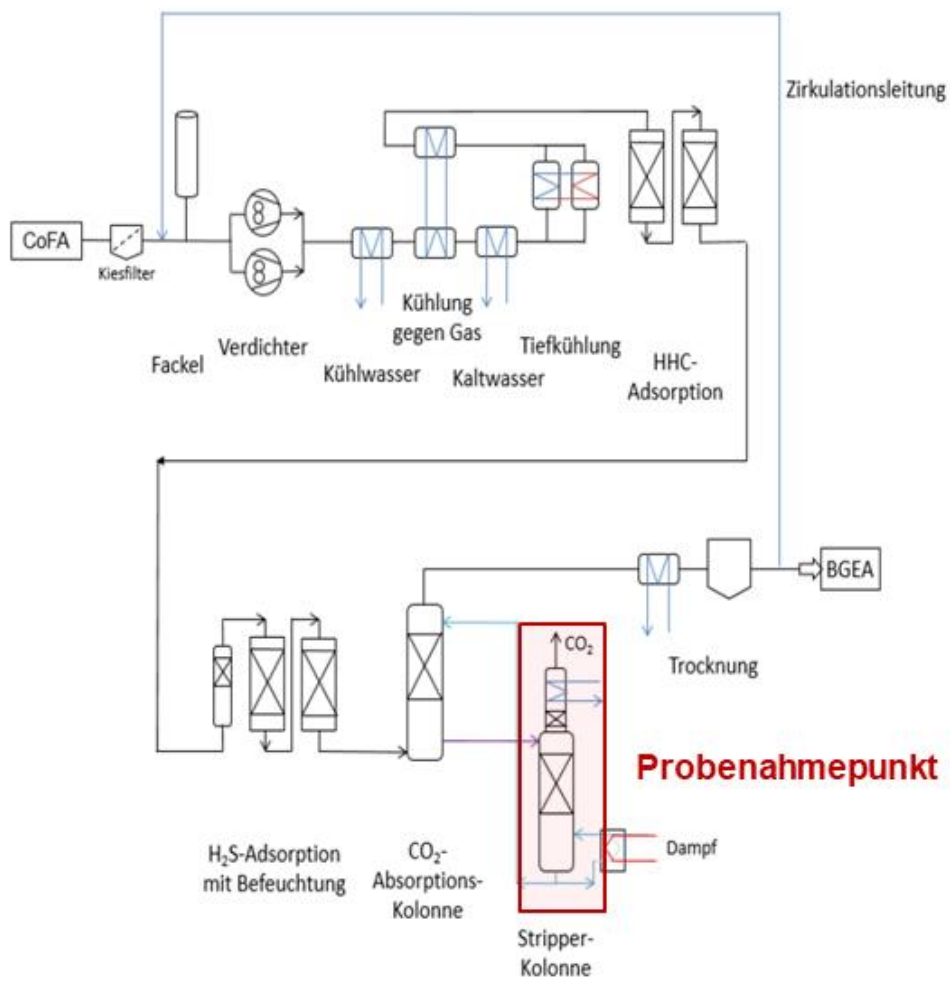 Zirkulationsleitung
CoFA
Kiesfilter
Fackel
Verdichter
Kühlwasser
Kühlung
gegen Gas
Kaltwasser
Tiefkühlung
HHC-
Adsorption
BGEA
CO₂
Trocknung
Probenahmepunkt
Dampf
H₂S-Adsorption
mit Befeuchtung
CO₂-
Absorptions-
Kolonne
Stripper-
Kolonne